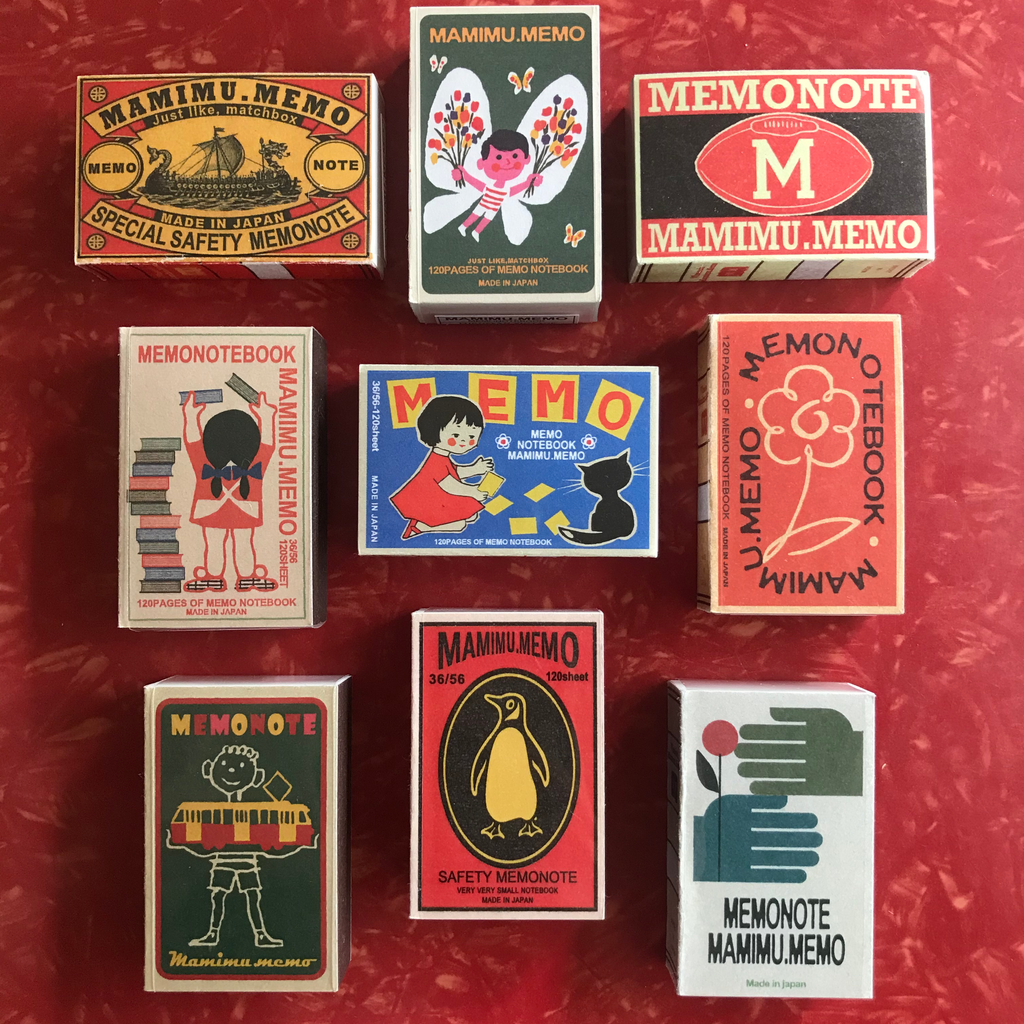 MAMIMU.MEMO
Just like, matchbox
MEMO
NOTE
MADE IN JAPAN
SPECIAL SAFETY MEMONOTE
MAMIMU.MEMO
JUST LIKE,MATCHBOX
120PAGES OF MEMO NOTEBOOK
MADE IN JAPAN
MAMIMU.MEMO
MEMONOTE
M
MAMIMU.MEMO
MEMONOTEBOOK
MAMIMU.MEMO
36/56
120SHEET
120PAGES OF MEMO NOTEBOOK
MADE IN JAPAN
MEMO
36/56-120sheet
MADE IN JAPAN
MEMO
NOTEBOOK
MAMIMU.MEMO
120PAGES OF MEMO NOTEBOOK
120PAGES OF MEMO NOTEBOOK
MADE IN JAPAN
MEMONOTEBOOK
MAMIMU.MEMO
MEMONOTE
Mamimu.memo
MAMIMU.MEMO
36/56
120sheet
SAFETY MEMONOTE
VERY VERY SMALL NOTEBOOK
MADE IN JAPAN
MEMONOTE
MAMIMU.MEMO
Made in japan